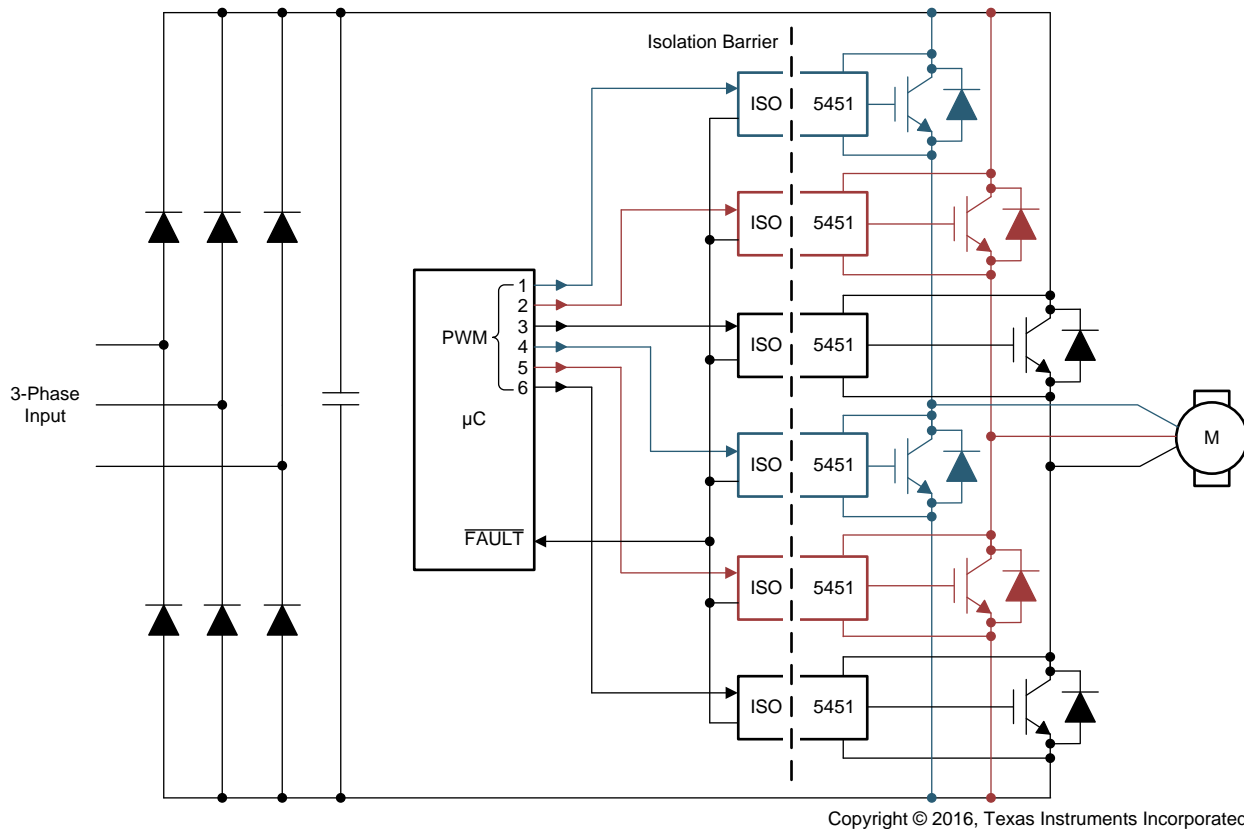 Isolation Barrier
ISO 5451
ISO 5451
1
2
3
PWM
4
5
6
ISO 5451
3-Phase
Input
µC
M
ISO 5451
FAULT
ISO 5451
ISO 5451
Copyright © 2016, Texas Instruments Incorporated